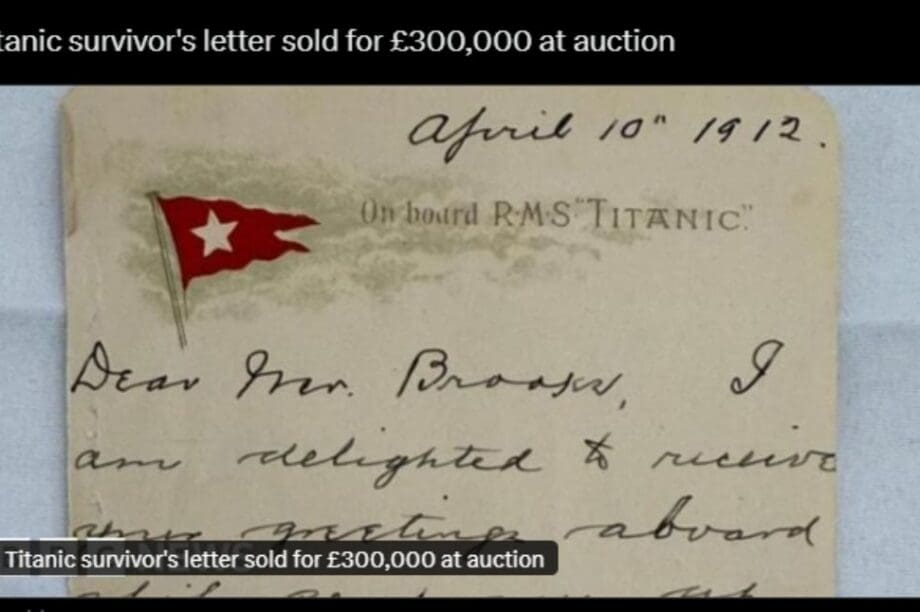 tanic survivor's letter sold for £300,000 at auction
April 10" 1912.
On board R.M.S "TITANIC".
Dear Mr. Brooks, I
am delighted to receive
your greetings aboard
Titanic survivor's letter sold for £300,000 at auction